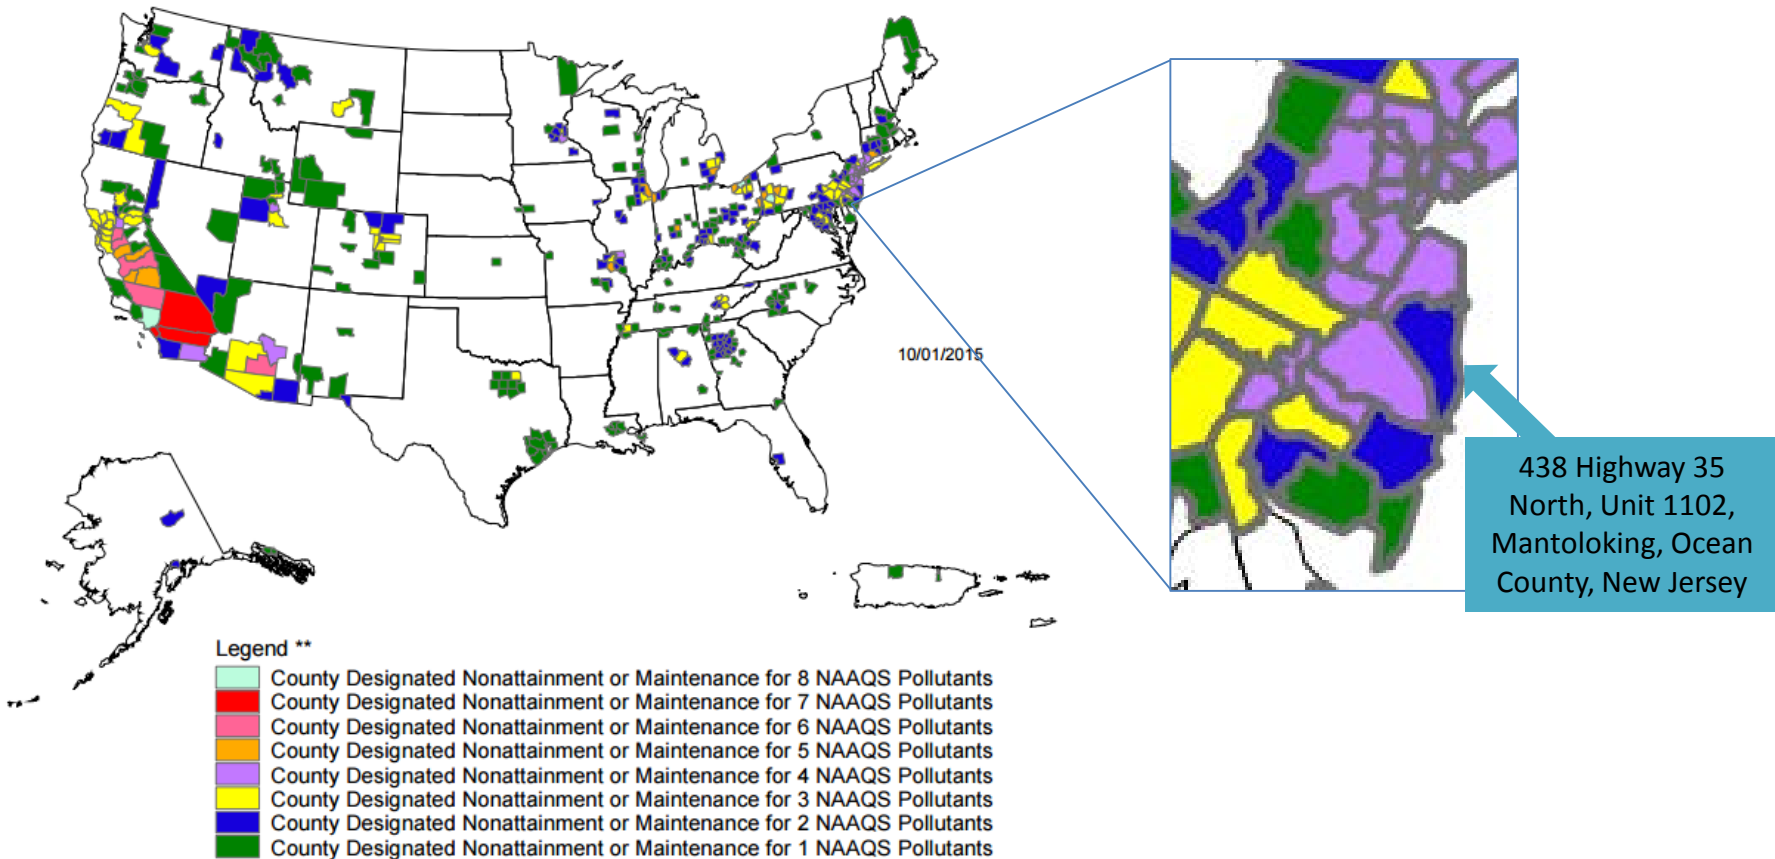 10/01/2015
438 Highway 35
North, Unit 1102,
Mantoloking, Ocean
County, New Jersey
Legend **
County Designated Nonattainment or Maintenance for 8 NAAQS Pollutants
County Designated Nonattainment or Maintenance for 7 NAAQS Pollutants
County Designated Nonattainment or Maintenance for 6 NAAQS Pollutants
County Designated Nonattainment or Maintenance for 5 NAAQS Pollutants
County Designated Nonattainment or Maintenance for 4 NAAQS Pollutants
County Designated Nonattainment or Maintenance for 3 NAAQS Pollutants
County Designated Nonattainment or Maintenance for 2 NAAQS Pollutants
County Designated Nonattainment or Maintenance for 1 NAAQS Pollutants